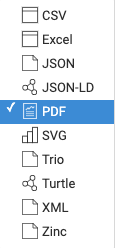 CSV
Excel
JSON
JSON-LD
PDF
SVG
Trio
Turtle
XML
Zinc